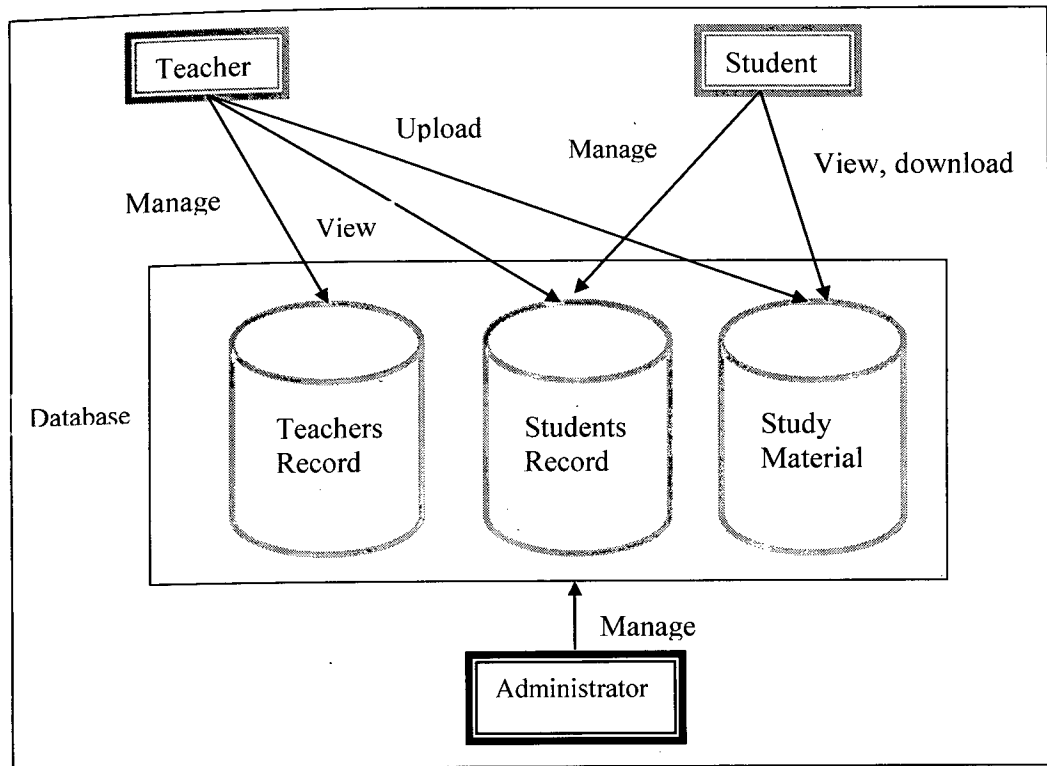 Teacher
Student
Upload
Manage
View, download
Manage
View
Database
Teachers
Record
Students
Record
Study
Material
Manage
Administrator